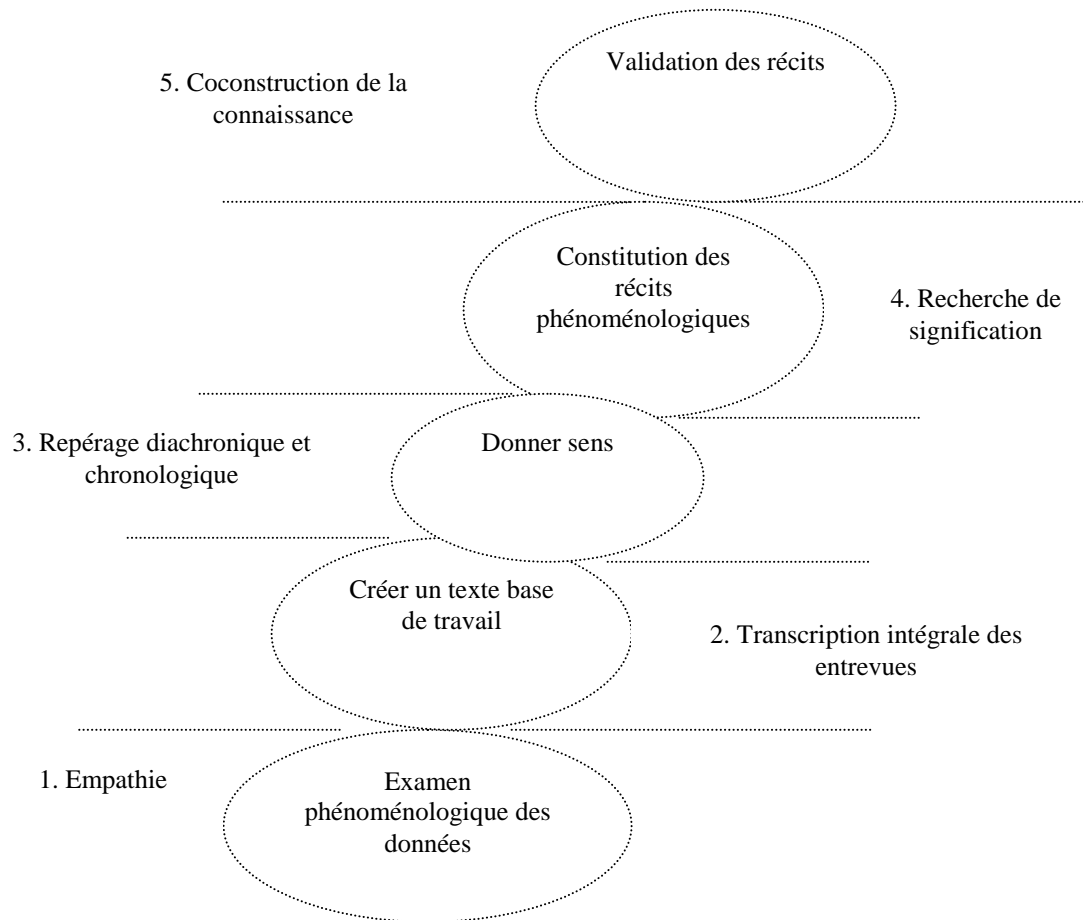 Validation des récits
5. Coconstruction de la
connaissance
Constitution des
récits
phénoménologiques
4. Recherche de
signification
3. Repérage diachronique et
chronologique
Donner sens
Créer un texte base
de travail
2. Transcription intégrale des
entrevues
1. Empathie
Examen
phénoménologique des
données